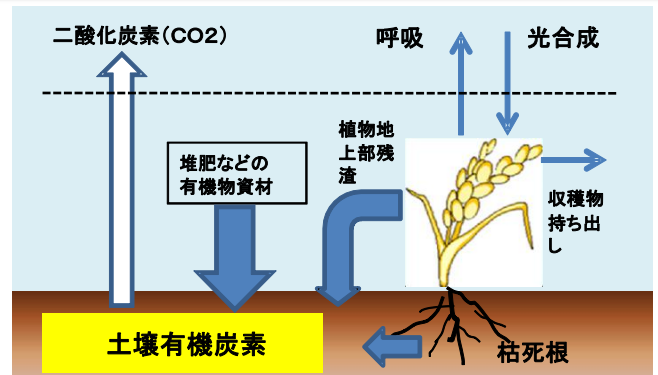 二酸化炭素（CO2）
呼吸
光合成
植物地
上部残
渣
堆肥などの
有機物資材
収穫物
持ち出
し
土壌有機炭素
枯死根